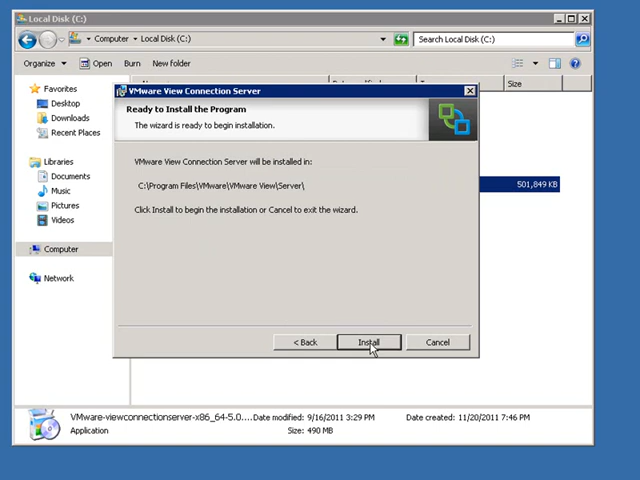 Local Disk (C:)
Computer Local Disk (C:)
Search Local Disk (C:)
Organize Open Burn New folder
Size
Favorites
Desktop
Downloads
Recent Places
Libraries
Documents
Music
Pictures
Videos
Computer
Network
501,849 KB
VMware View Connection Server
Ready to Install the Program
The wizard is ready to begin installation.
VMware View Connection Server will be installed in:
C:\Program Files\VMware\VMware View\Server\
Click Install to begin the installation or Cancel to exit the wizard.
< Back Install Cancel
VMware-viewconnectionserver-x86_64-5.0.... Date modified: 9/16/2011 3:29 PM Date created: 11/20/2011 7:46 PM
Application Size: 490 MB